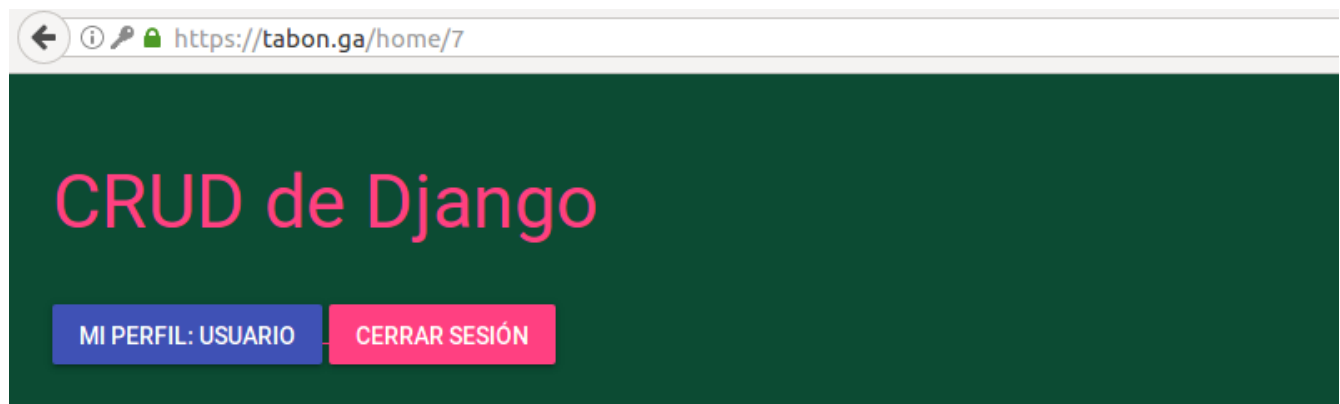 https://tabon.ga/home/7
CRUD de Django
MI PERFIL: USUARIO CERRAR SESIÓN